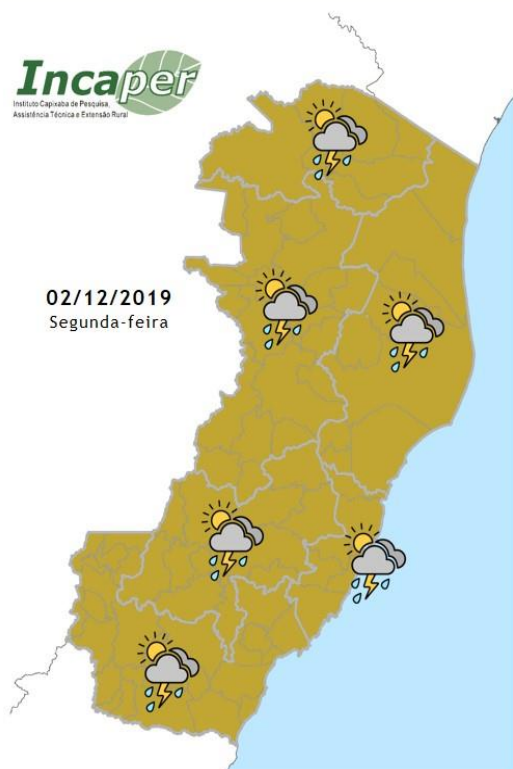 Incaper
Instituto Capixaba de Pesquisa,
Assistência Técnica e Extensão Rural
02/12/2019
Segunda-feira